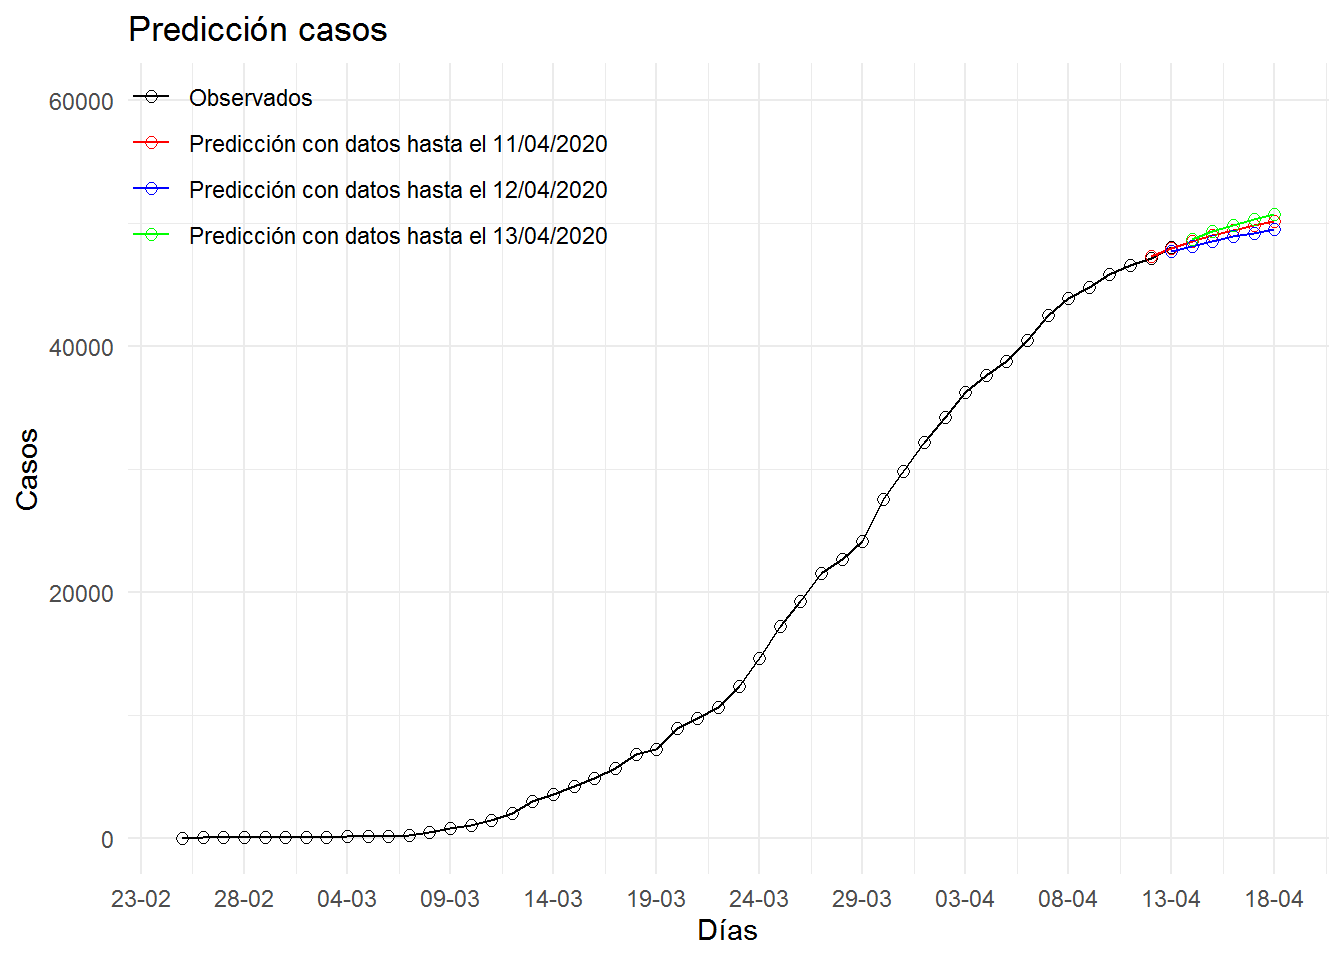 Predicción casos
Observados
Predicción con datos hasta el 11/04/2020
Predicción con datos hasta el 12/04/2020
Predicción con datos hasta el 13/04/2020
60000
40000
20000
0
Casos
23-02 28-02 04-03 09-03 14-03 19-03 24-03 29-03 03-04 08-04 13-04 18-04
Días